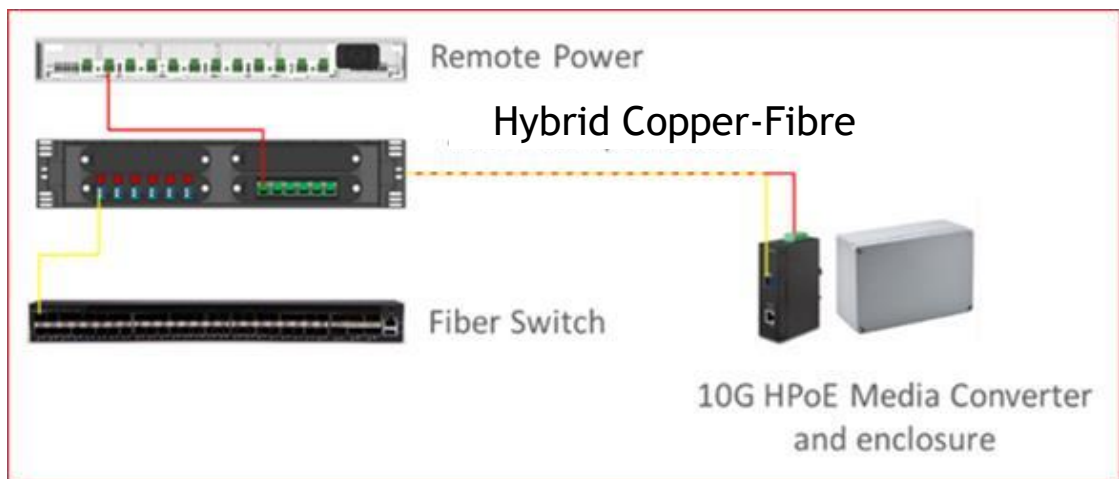 Remote Power
Hybrid Copper-Fibre
Fiber Switch
10G HPoE Media Converter
and enclosure